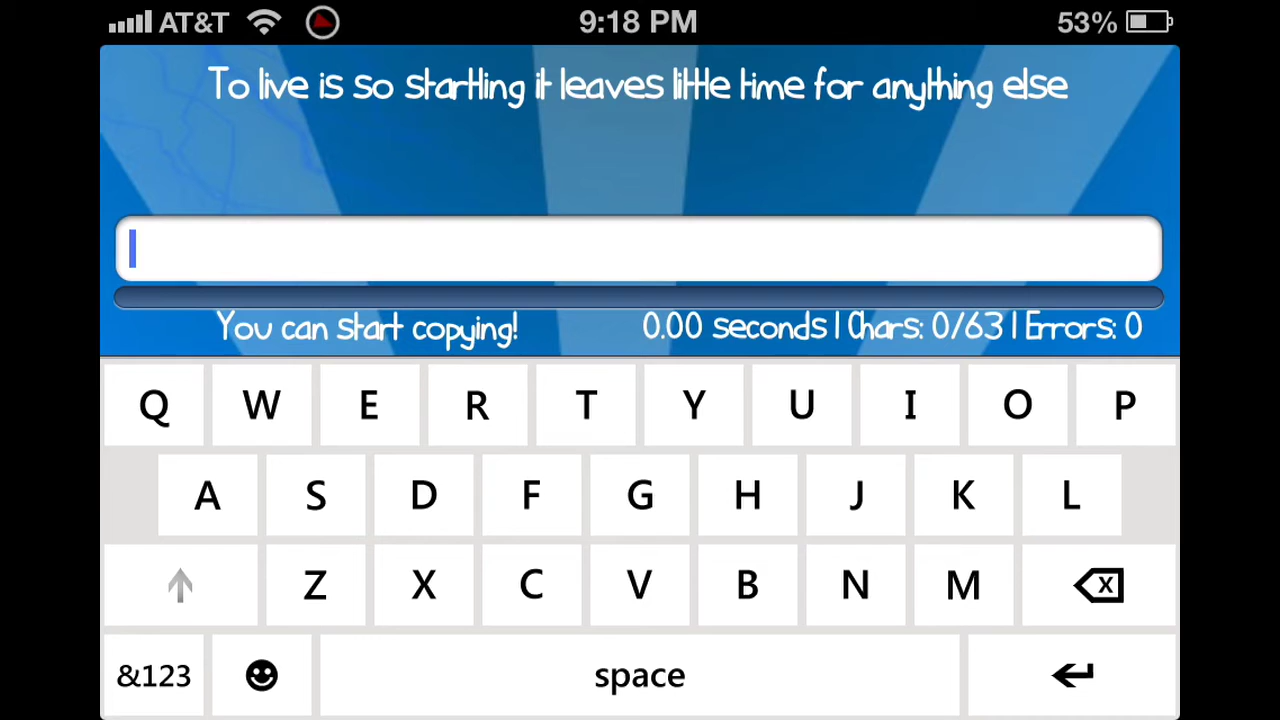 AT&T 9:18 PM 53%
To live is so startling it leaves little time for anything else
You can start copying! 0.00 seconds | Chars: 0/63 | Errors: 0
Q W E R T Y U I O P
A S D F G H J K L
Z X C V B N M X
&123 space